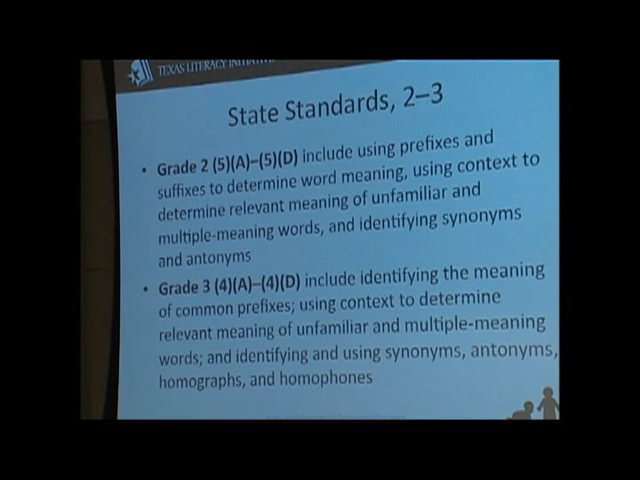 TEXAS LITERACY INITIATIVE
State Standards, 2–3
• Grade 2 (5)(A)–(5)(D) include using prefixes and
suffixes to determine word meaning, using context to
determine relevant meaning of unfamiliar and
multiple-meaning words, and identifying synonyms
and antonyms
• Grade 3 (4)(A)–(4)(D) include identifying the meaning
of common prefixes; using context to determine
relevant meaning of unfamiliar and multiple-meaning
words; and identifying and using synonyms, antonyms,
homographs, and homophones